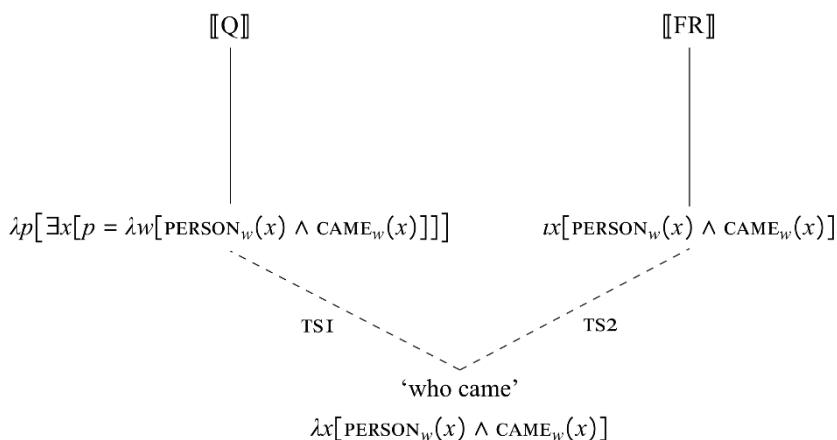 ⟦Q⟧ ⟦FR⟧
λp[∃x[p = λw[PERSON_w(x) ∧ CAME_w(x)]]] ιx[PERSON_w(x) ∧ CAME_w(x)]
TS1 TS2
‘who came’
λx[PERSON_w(x) ∧ CAME_w(x)]